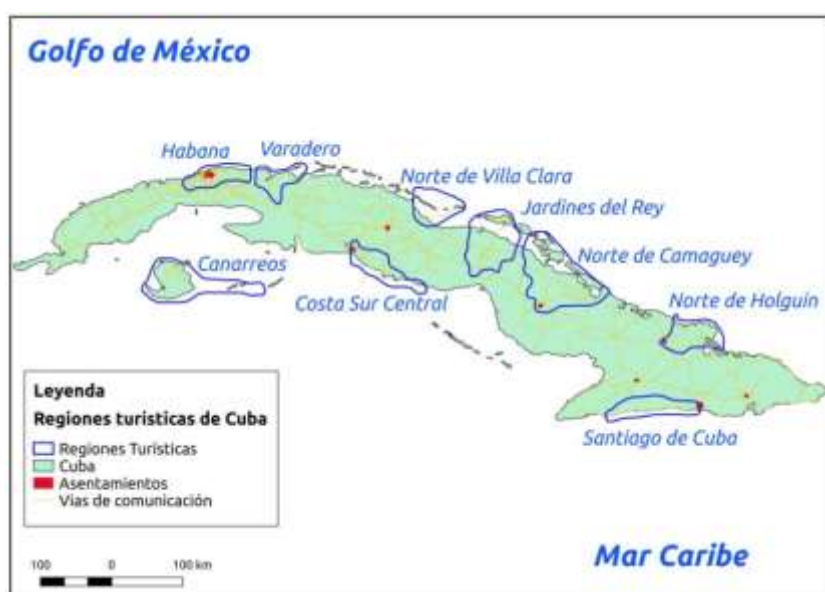 Golfo de México
Habana
Varadero
Norte de Villa Clara
Jardines del Rey
Norte de Camaguey
Canarreos
Costa Sur Central
Norte de Holguín
Santiago de Cuba
Leyenda
Regiones turisticas de Cuba
Regiones Turísticas
Cuba
Asentamientos
Vias de comunicación
100 0 100 km
Mar Caribe